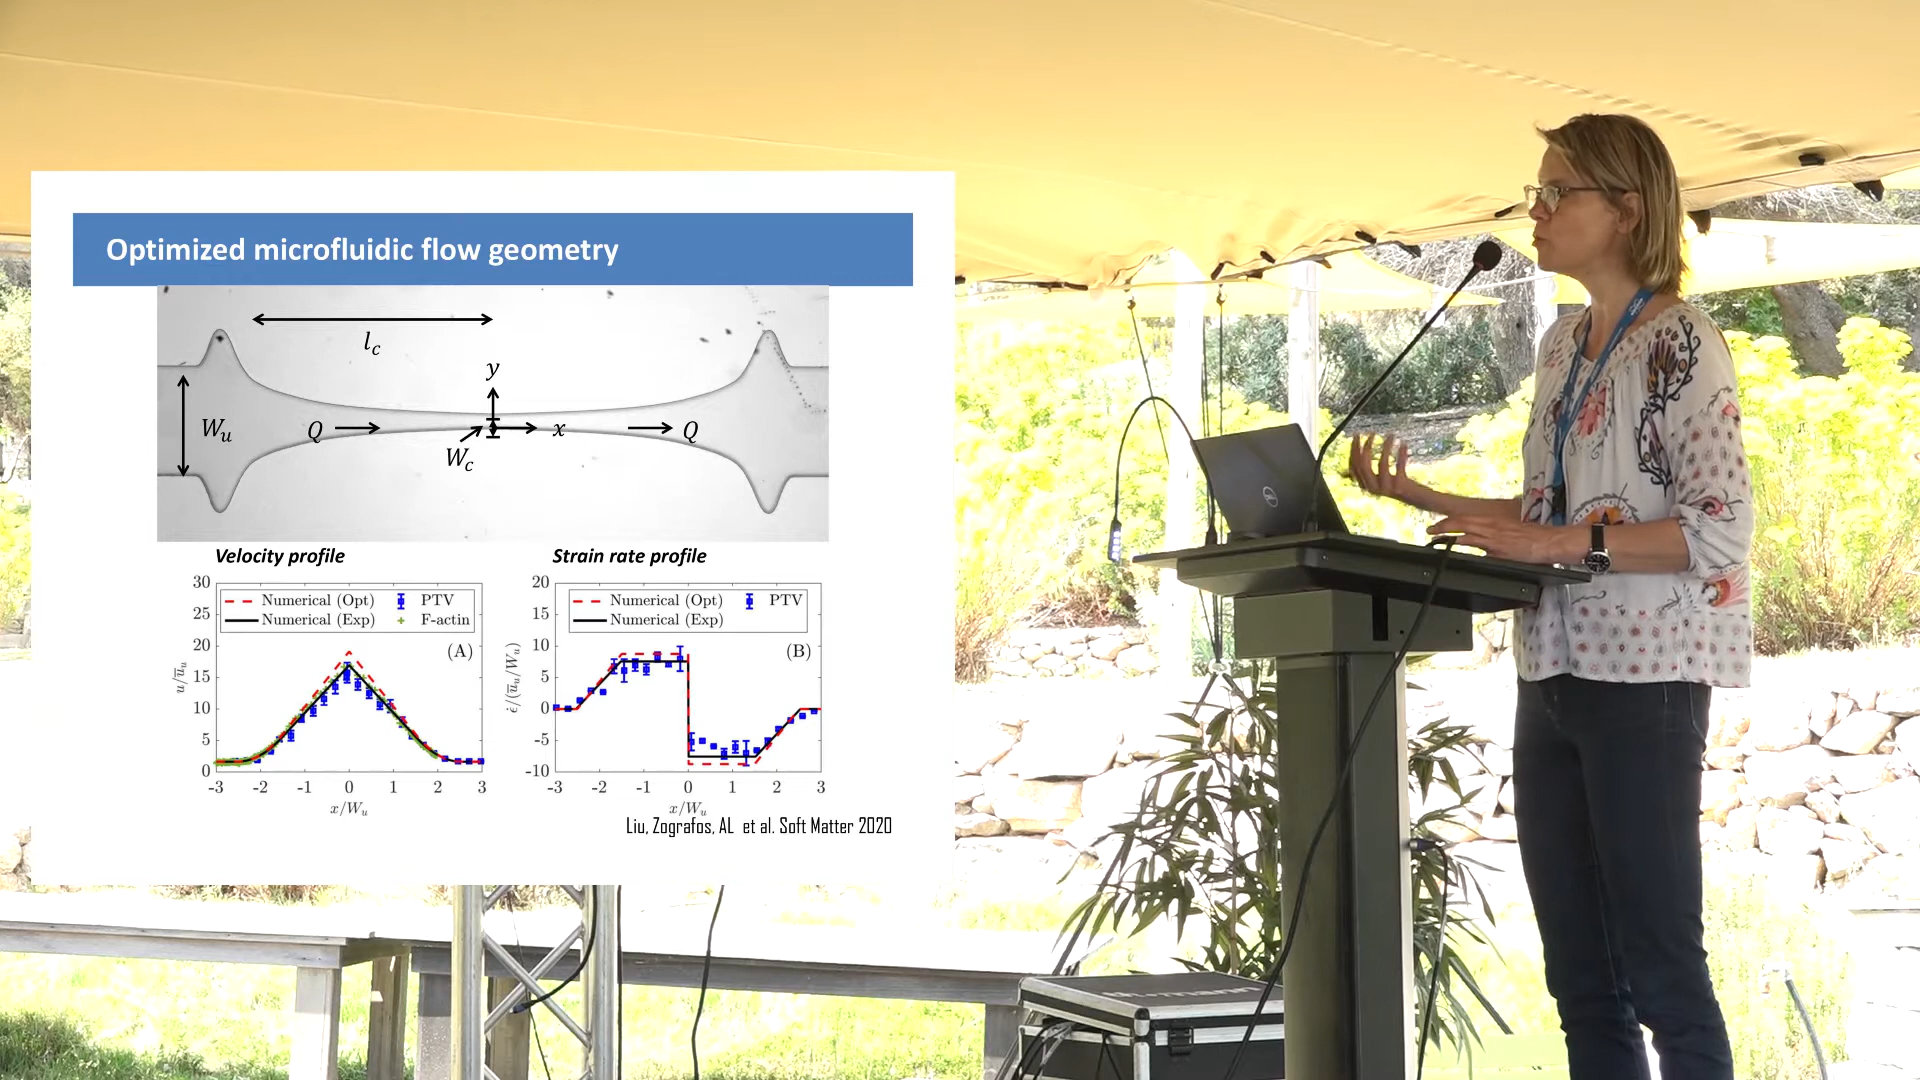 Optimized microfluidic flow geometry
l_c
y
W_u
Q
x
Q
W_c
Velocity profile
Strain rate profile
30
25
20
15
10
5
0
Numerical (Opt)
PTV
Numerical (Exp)
F-actin
(A)
u/ū_u
-3 -2 -1 0 1 2 3
x/W_u
20
15
10
5
0
-5
-10
Numerical (Opt)
PTV
Numerical (Exp)
(B)
ε̇/(ū_u/W_u)
-3 -2 -1 0 1 2 3
x/W_u
Liu, Zografos, AL et al. Soft Matter 2020